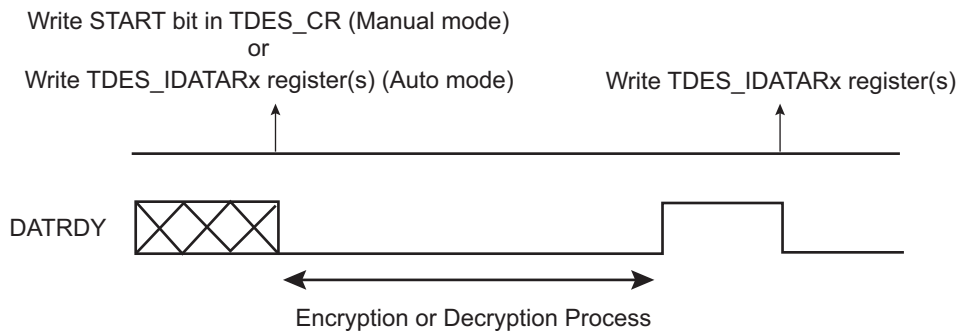 Write START bit in TDES_CR (Manual mode)
or
Write TDES_IDATARx register(s) (Auto mode)
Write TDES_IDATARx register(s)
DATRDY
Encryption or Decryption Process